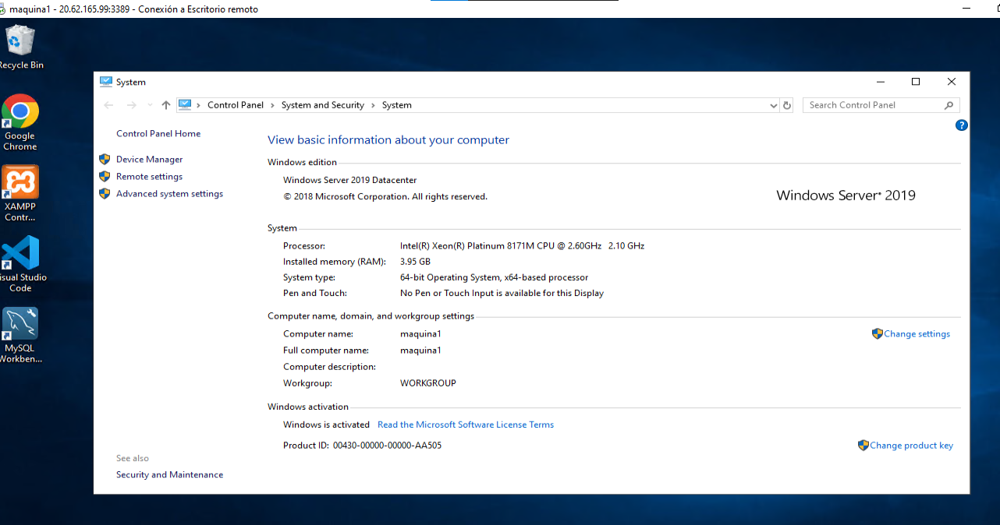 maquina1 - 20.62.165.99:3389 - Conexión a Escritorio remoto
Recycle Bin
Google
Chrome
XAMPP
Contr...
isual Studio
Code
MySQL
Workben...
System
Control Panel > System and Security > System
Search Control Panel
?
Control Panel Home
Device Manager
Remote settings
Advanced system settings
See also
Security and Maintenance
View basic information about your computer
Windows edition
Windows Server 2019 Datacenter
© 2018 Microsoft Corporation. All rights reserved.
Windows Server® 2019
System
Processor: Intel(R) Xeon(R) Platinum 8171M CPU @ 2.60GHz 2.10 GHz
Installed memory (RAM): 3.95 GB
System type: 64-bit Operating System, x64-based processor
Pen and Touch: No Pen or Touch Input is available for this Display
Computer name, domain, and workgroup settings
Computer name: maquina1
Change settings
Full computer name: maquina1
Computer description:
Workgroup: WORKGROUP
Windows activation
Windows is activated Read the Microsoft Software License Terms
Product ID: 00430-00000-00000-AA505
Change product key